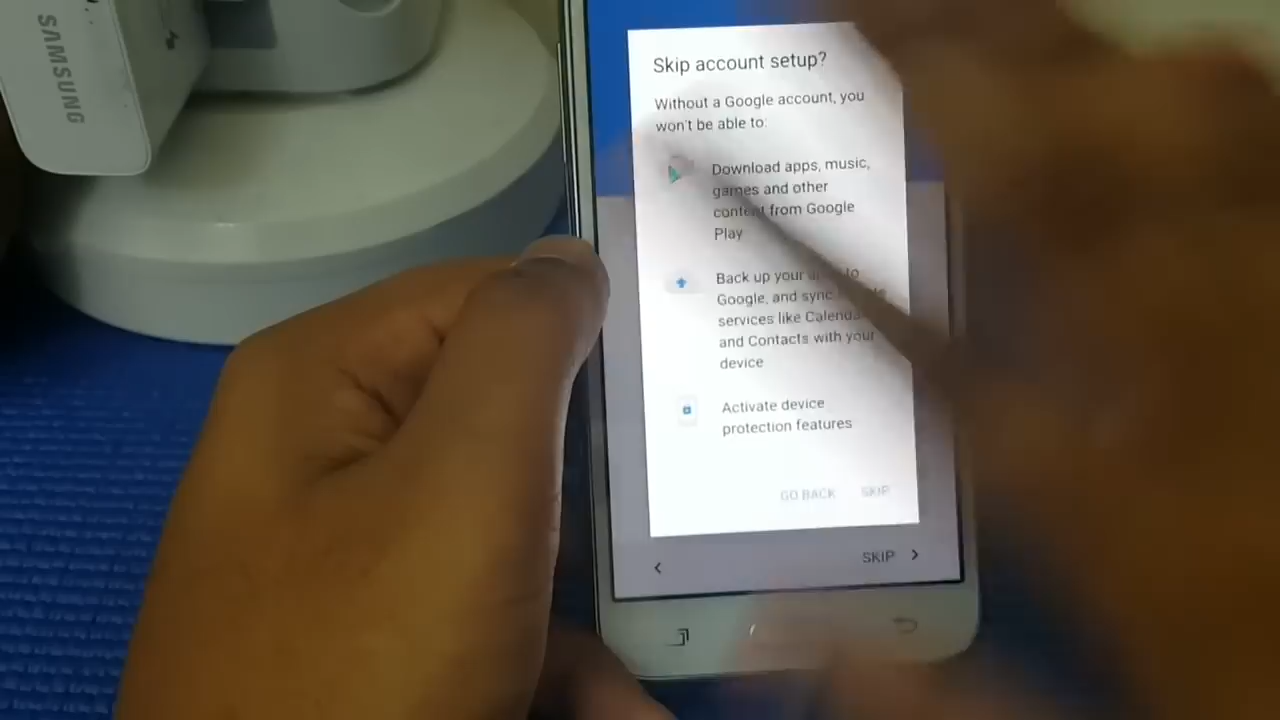 SAMSUNG
Skip account setup?
Without a Google account, you
won't be able to:
Download apps, music,
games and other
content from Google
Play
Back up your to
Google, and sync
services like Calendar
and Contacts with your
device
Activate device
protection features
GO BACK SKIP
SKIP